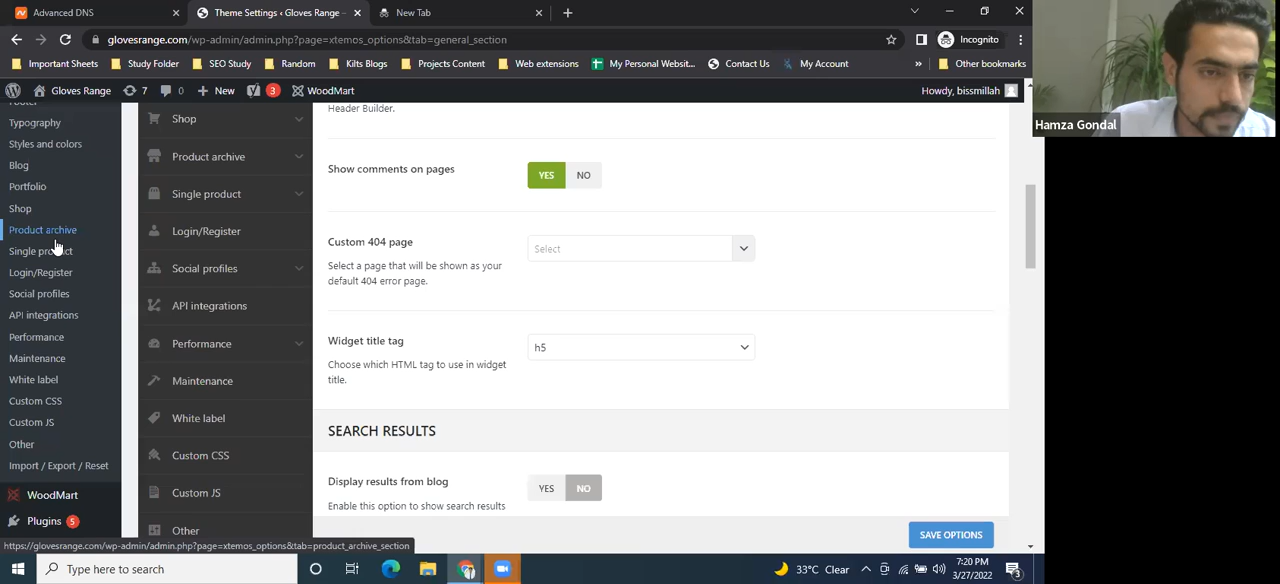 Advanced DNS
Theme Settings ‹ Gloves Range –
New Tab
glovesrange.com/wp-admin/admin.php?page=xtemos_options&tab=general_section
Incognito
Important Sheets
Study Folder
SEO Study
Random
Kilts Blogs
Projects Content
Web extensions
My Personal Website...
Contact Us
My Account
»
Other bookmarks
Gloves Range
7
0
New
3
WoodMart
Howdy, bissmillah
Hamza Gondal
Footer
Typography
Styles and colors
Blog
Portfolio
Shop
Product archive
Single product
Login/Register
Social profiles
API integrations
Performance
Maintenance
White label
Custom CSS
Custom JS
Other
Import / Export / Reset
WoodMart
Plugins 5
Shop
Product archive
Single product
Login/Register
Social profiles
API integrations
Performance
Maintenance
White label
Custom CSS
Custom JS
Other
Header Builder.
Show comments on pages
YES NO
Custom 404 page
Select
Select a page that will be shown as your
default 404 error page.
Widget title tag
h5
Choose which HTML tag to use in widget
title.
SEARCH RESULTS
Display results from blog
YES NO
Enable this option to show search results
SAVE OPTIONS
https://glovesrange.com/wp-admin/admin.php?page=xtemos_options&tab=product_archive_section
Type here to search
33°C Clear
7:20 PM
3/27/2022
3